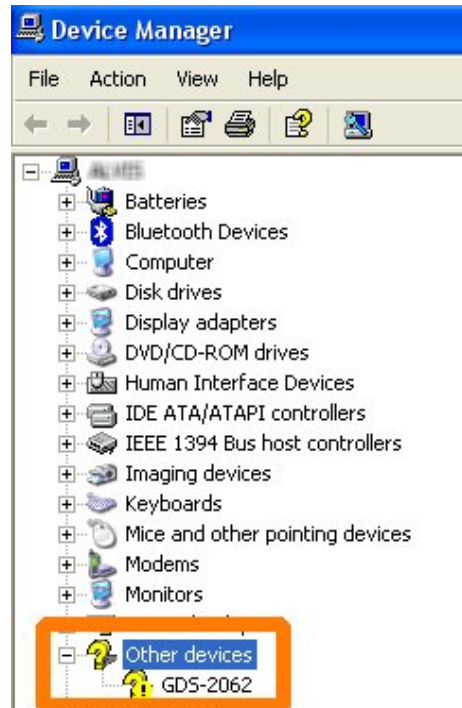 Device Manager
File Action View Help
Batteries
Bluetooth Devices
Computer
Disk drives
Display adapters
DVD/CD-ROM drives
Human Interface Devices
IDE ATA/ATAPI controllers
IEEE 1394 Bus host controllers
Imaging devices
Keyboards
Mice and other pointing devices
Modems
Monitors
Other devices
GDS-2062